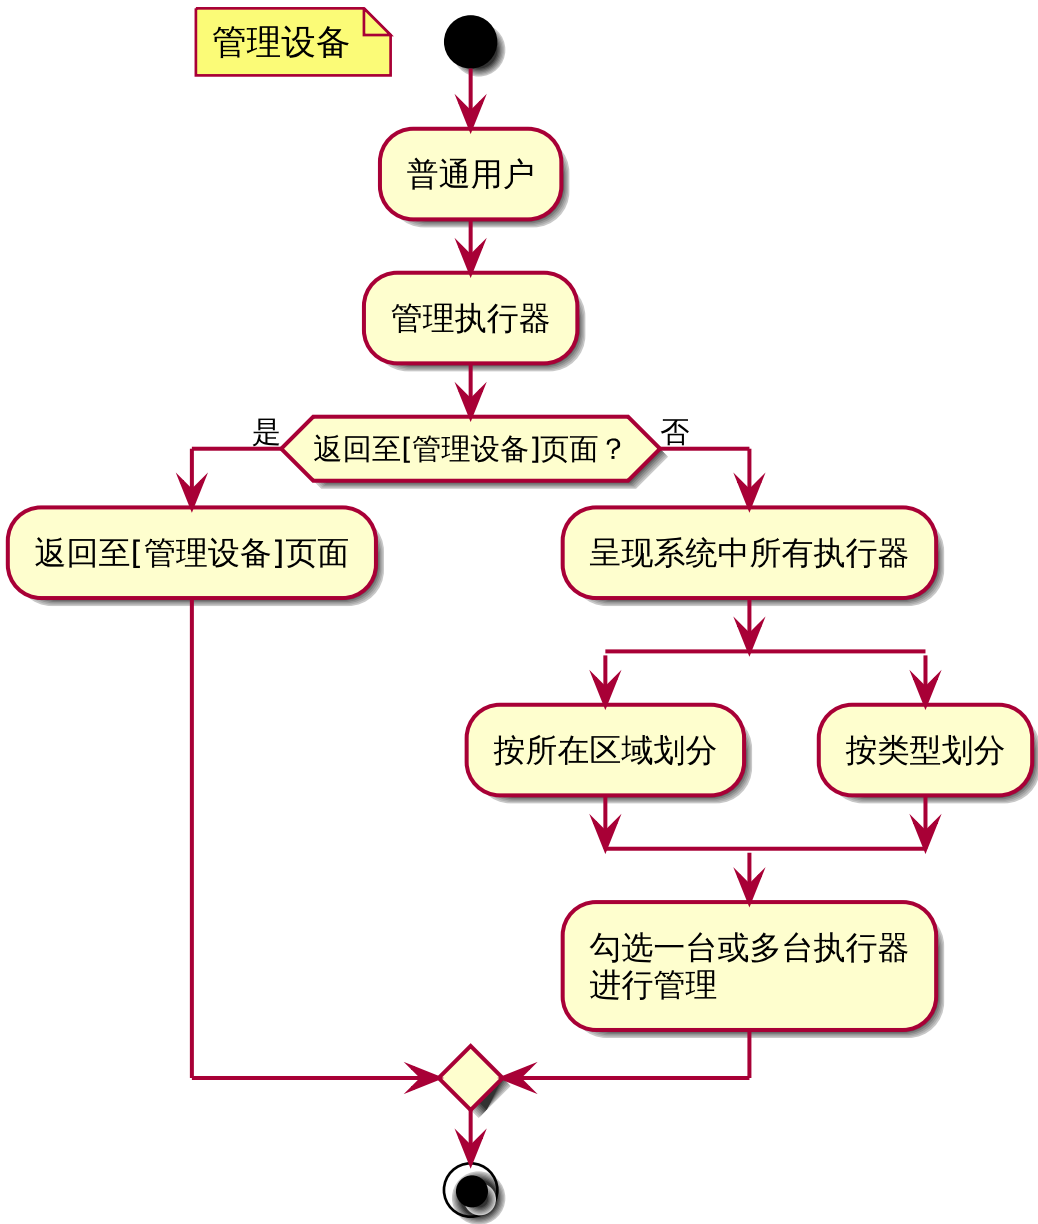 管理设备
普通用户
管理执行器
是
返回至[管理设备]页面？
否
返回至[管理设备]页面
呈现系统中所有执行器
按所在区域划分
按类型划分
勾选一台或多台执行器
进行管理